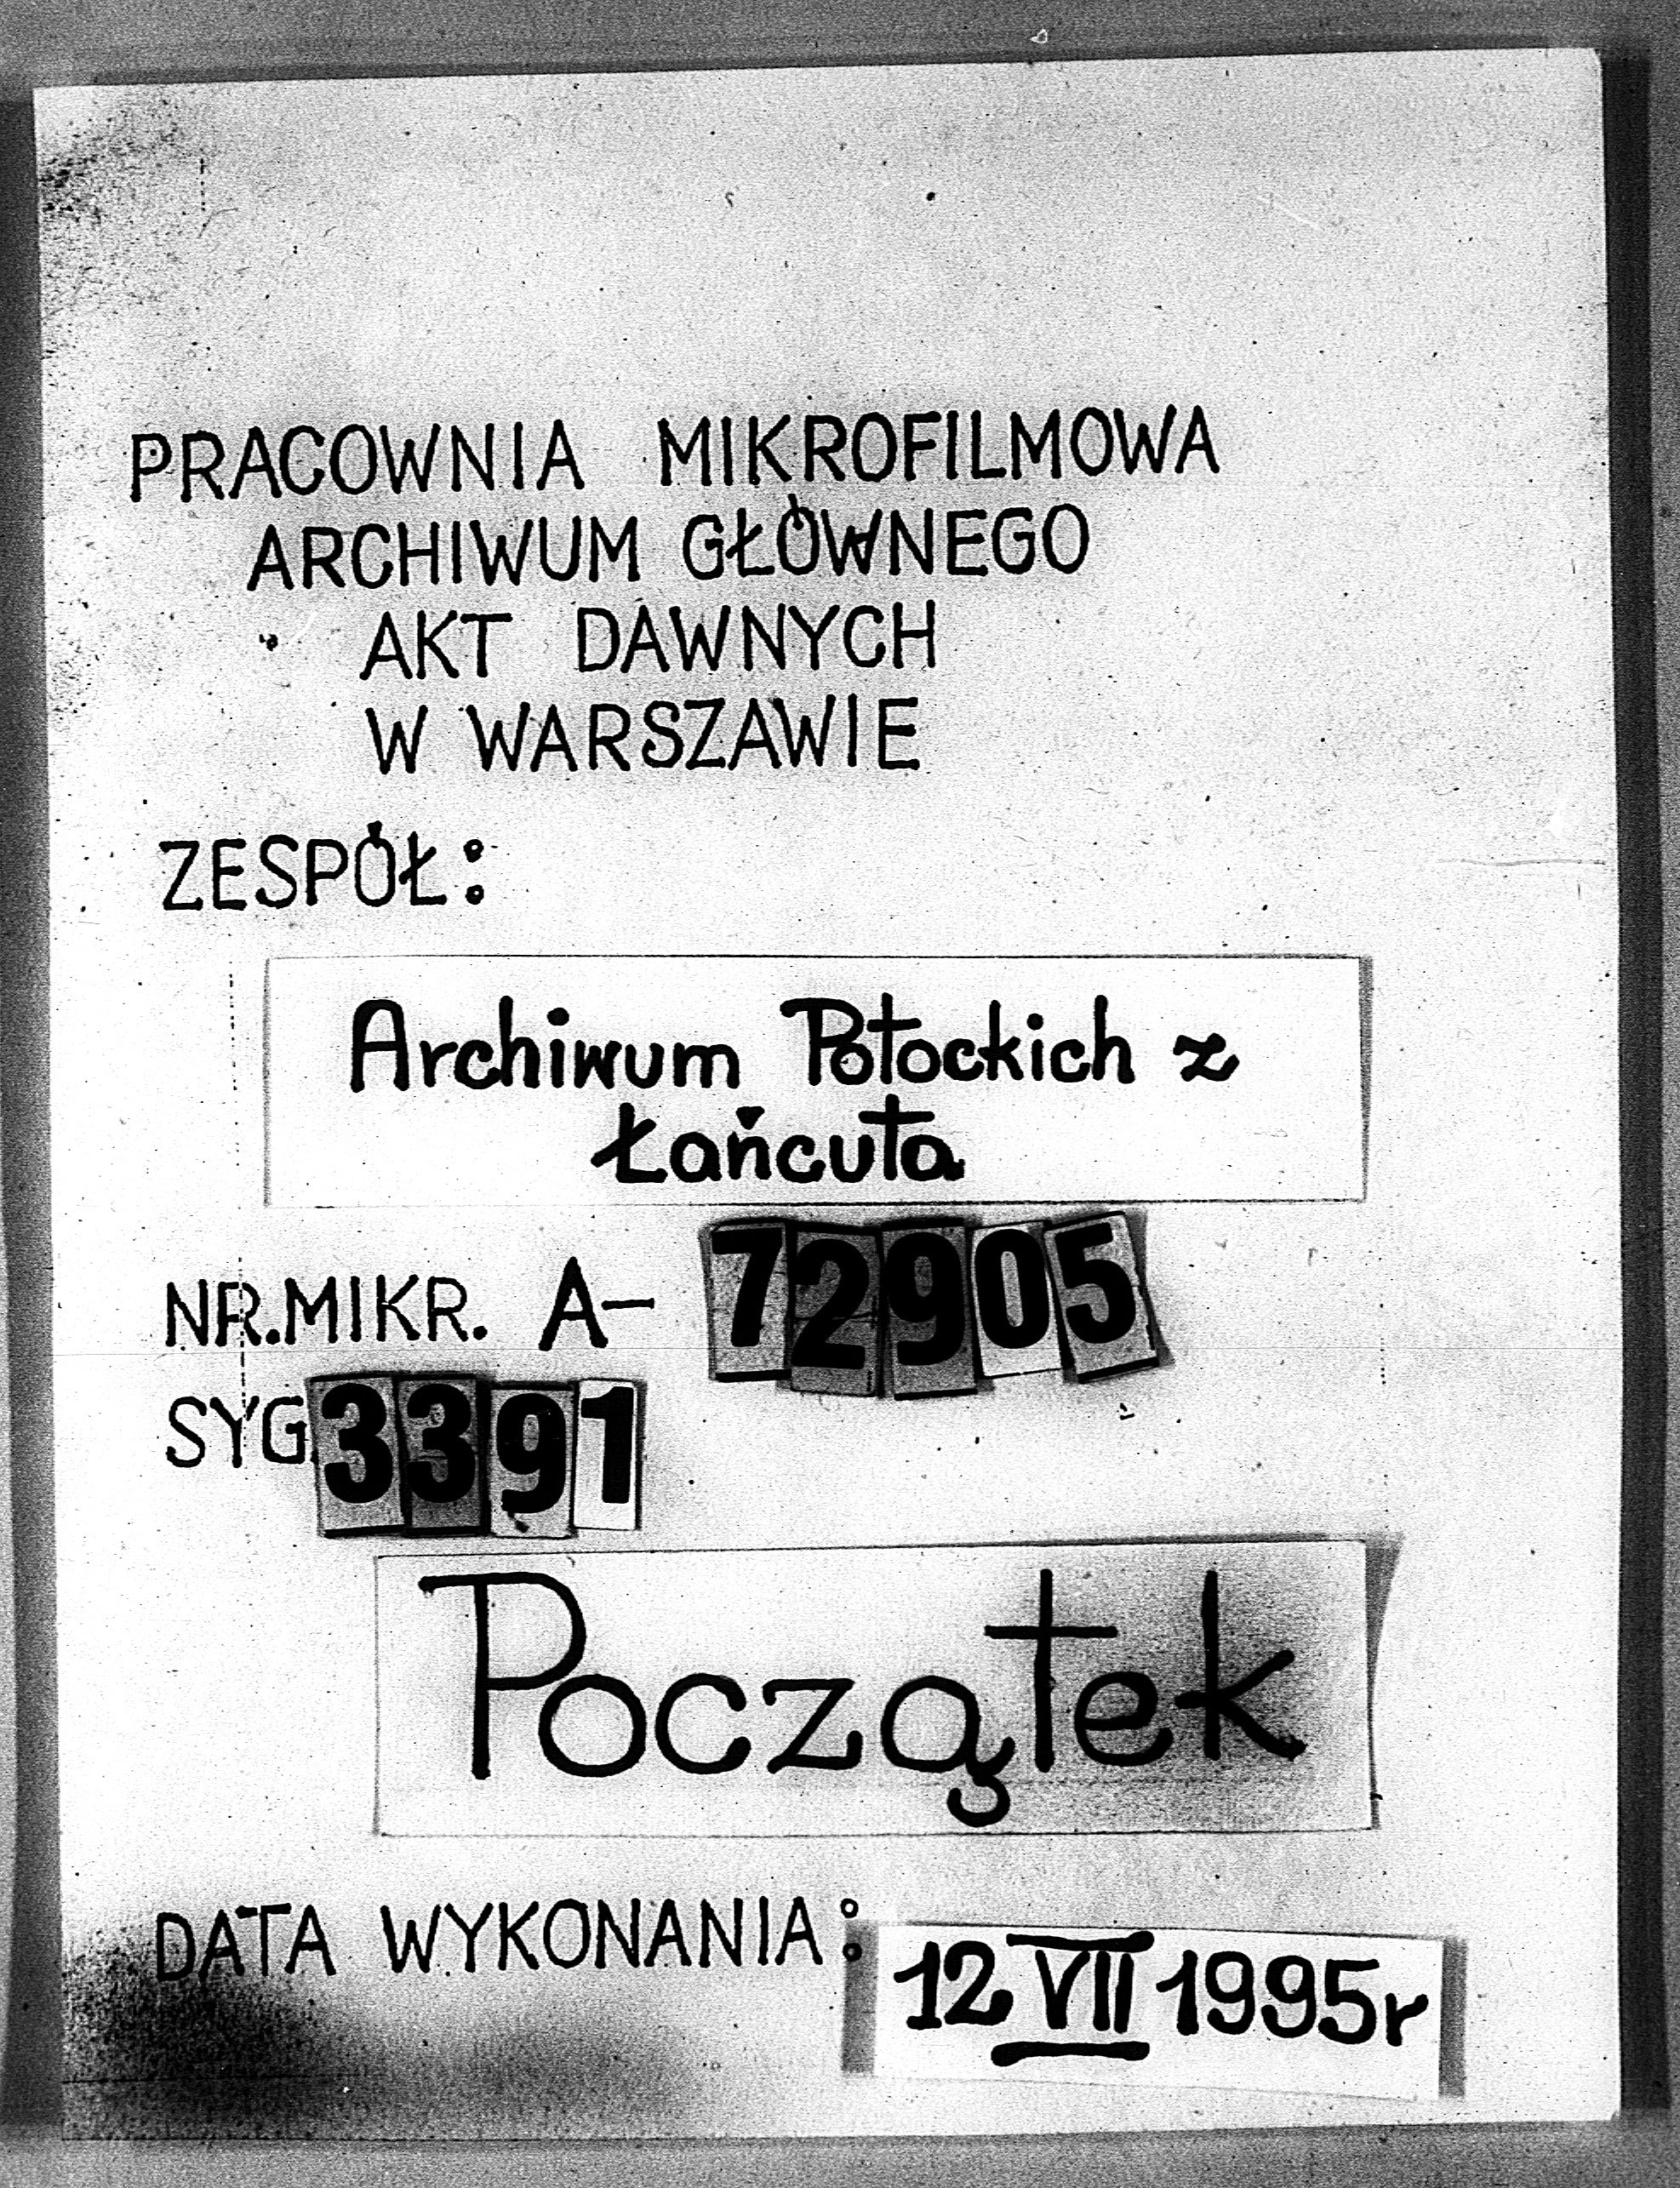 PRACOWNIA MIKROFILMOWA
ARCHIWUM GŁÓWNEGO
AKT DAWNYCH
W WARSZAWIE
ZESPÓŁ:
Archiwum Potockich z
Łańcuta
NR.MIKR. A- 72905
SYG 3391
Początek
DATA WYKONANIA: 12 VII 1995r